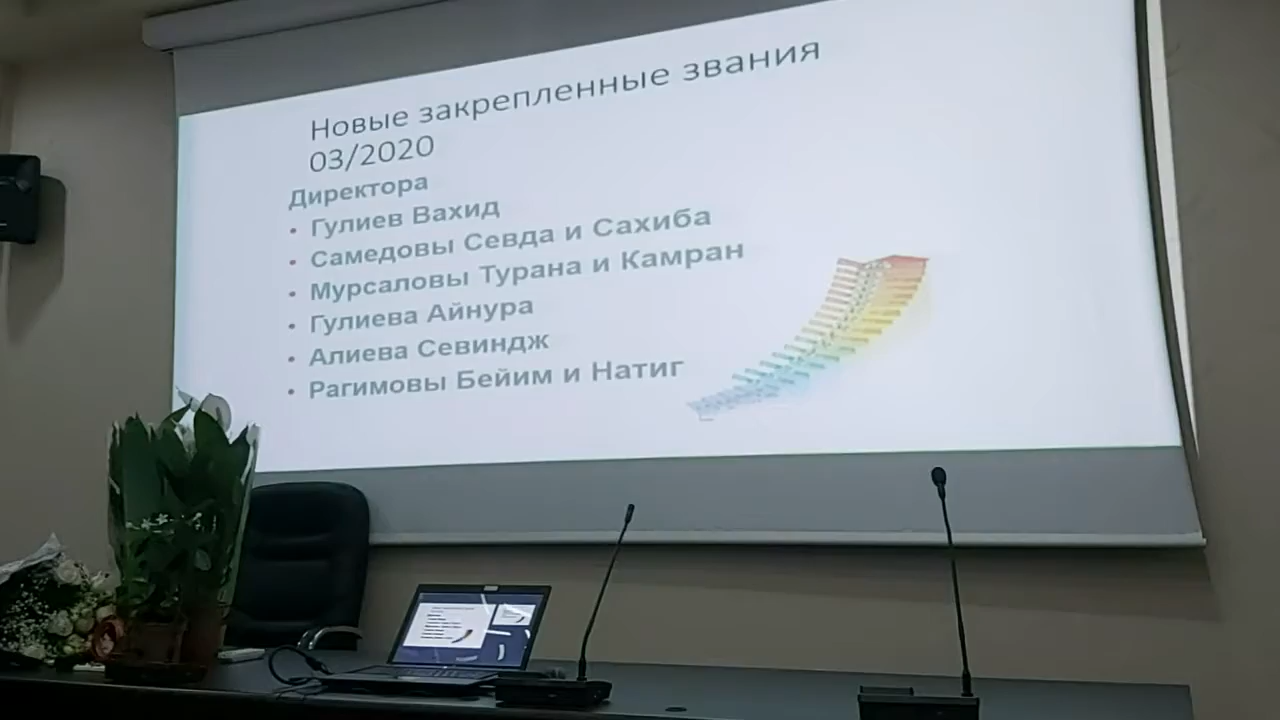 Новые закрепленные звания
03/2020
Директора
• Гулиев Вахид
• Самедовы Севда и Сахиба
• Мурсаловы Турана и Камран
• Гулиева Айнура
• Алиева Севиндж
• Рагимовы Бейим и Натиг